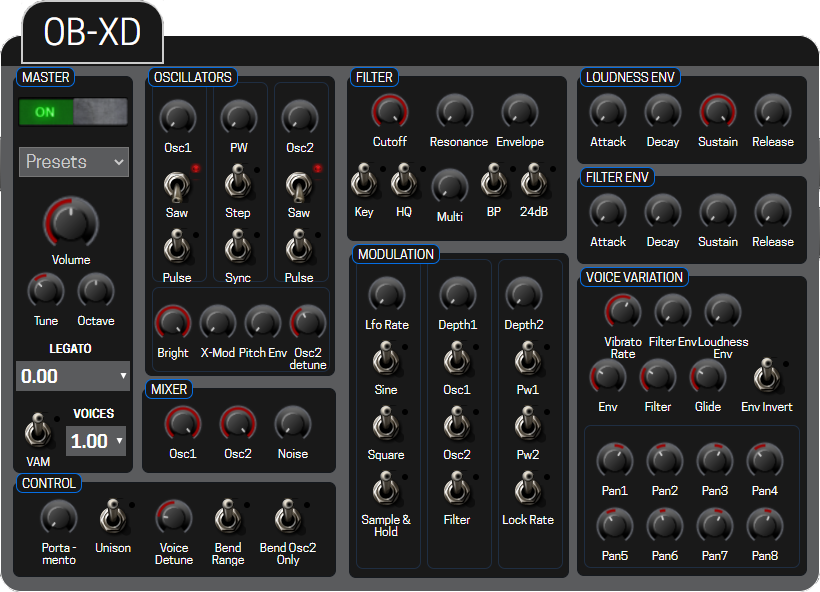 OB-XD
MASTER
ON
Presets
Volume
Tune Octave
LEGATO
0.00
VOICES
1.00
VAM
OSCILLATORS
Osc1 PW Osc2
Saw Step Saw
Pulse Sync Pulse
Bright X-Mod Pitch Env Osc2
detune
MIXER
Osc1 Osc2 Noise
CONTROL
Porta - Unison Voice Bend Bend Osc2
mento Detune Range Only
FILTER
Cutoff Resonance Envelope
Key HQ Multi BP 24dB
MODULATION
Lfo Rate Depth1 Depth2
Sine Osc1 Pw1
Square Osc2 Pw2
Sample & Filter Lock Rate
Hold
LOUDNESS ENV
Attack Decay Sustain Release
FILTER ENV
Attack Decay Sustain Release
VOICE VARIATION
Vibrato Filter Env Loudness
Rate Env
Env Filter Glide Env Invert
Pan1 Pan2 Pan3 Pan4
Pan5 Pan6 Pan7 Pan8